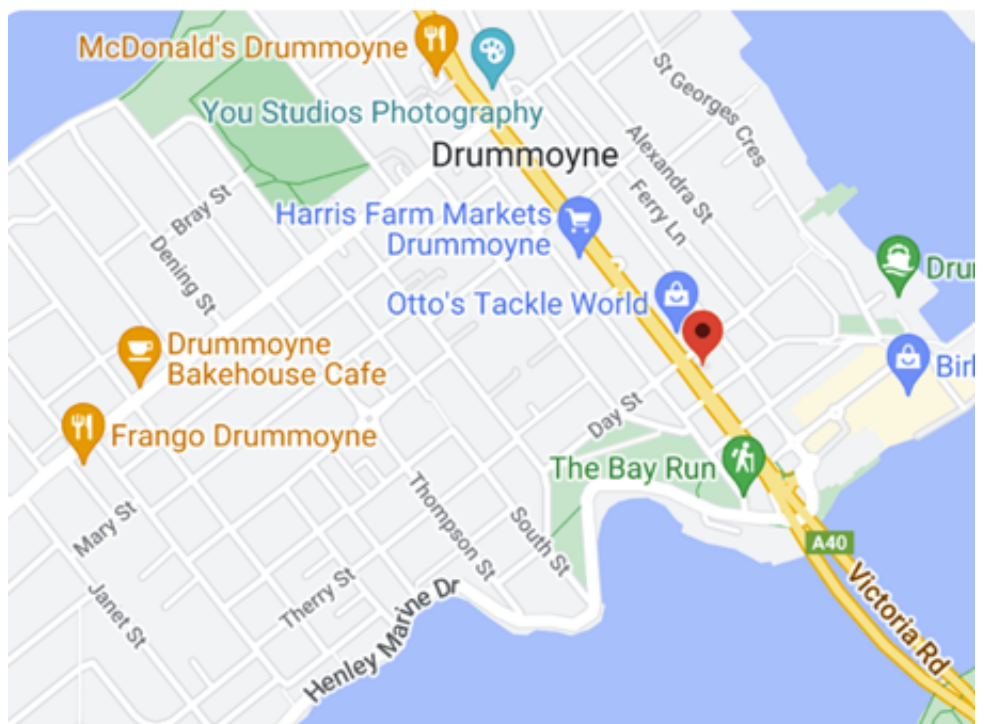 McDonald's Drummoyne
You Studios Photography
St Georges Cres
Drummoyne
Alexandra St
Ferry Ln
Bray St
Harris Farm Markets
Drummoyne
Dening St
Drun
Otto's Tackle World
Drummoyne
Bakehouse Cafe
Birk
Day St
Frango Drummoyne
The Bay Run
Thompson St
South St
Mary St
A40
Victoria Rd
Therry St
Janet St
Henley Marine Dr